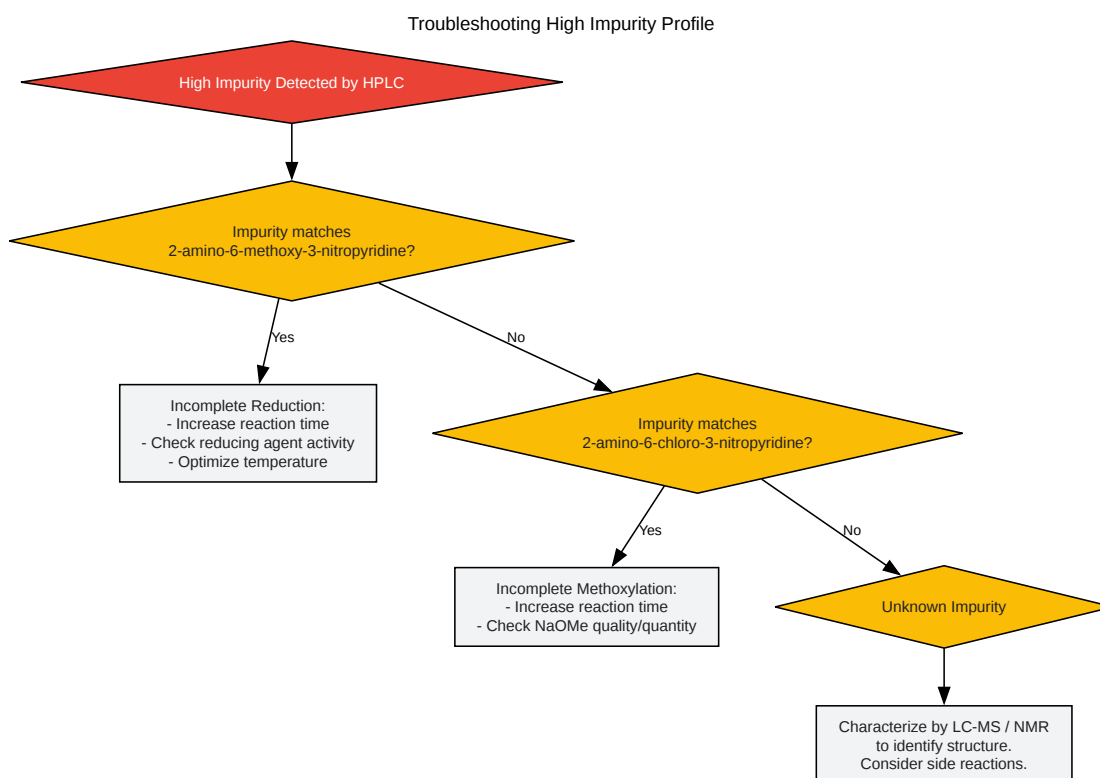 Troubleshooting High Impurity Profile
High Impurity Detected by HPLC
Impurity matches
2-amino-6-methoxy-3-nitropyridine?
Yes
No
Incomplete Reduction:
- Increase reaction time
- Check reducing agent activity
- Optimize temperature
Impurity matches
2-amino-6-chloro-3-nitropyridine?
Yes
No
Incomplete Methoxylation:
- Increase reaction time
- Check NaOMe quality/quantity
Unknown Impurity
Characterize by LC-MS / NMR
to identify structure.
Consider side reactions.